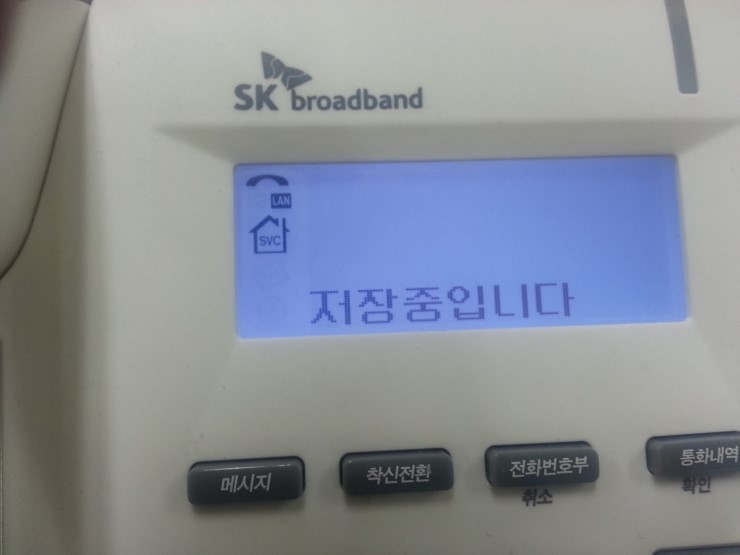 SK broadband
LAN
SVC
저장중입니다
메시지
착신전환
전화번호부
통화내역
취소
확인